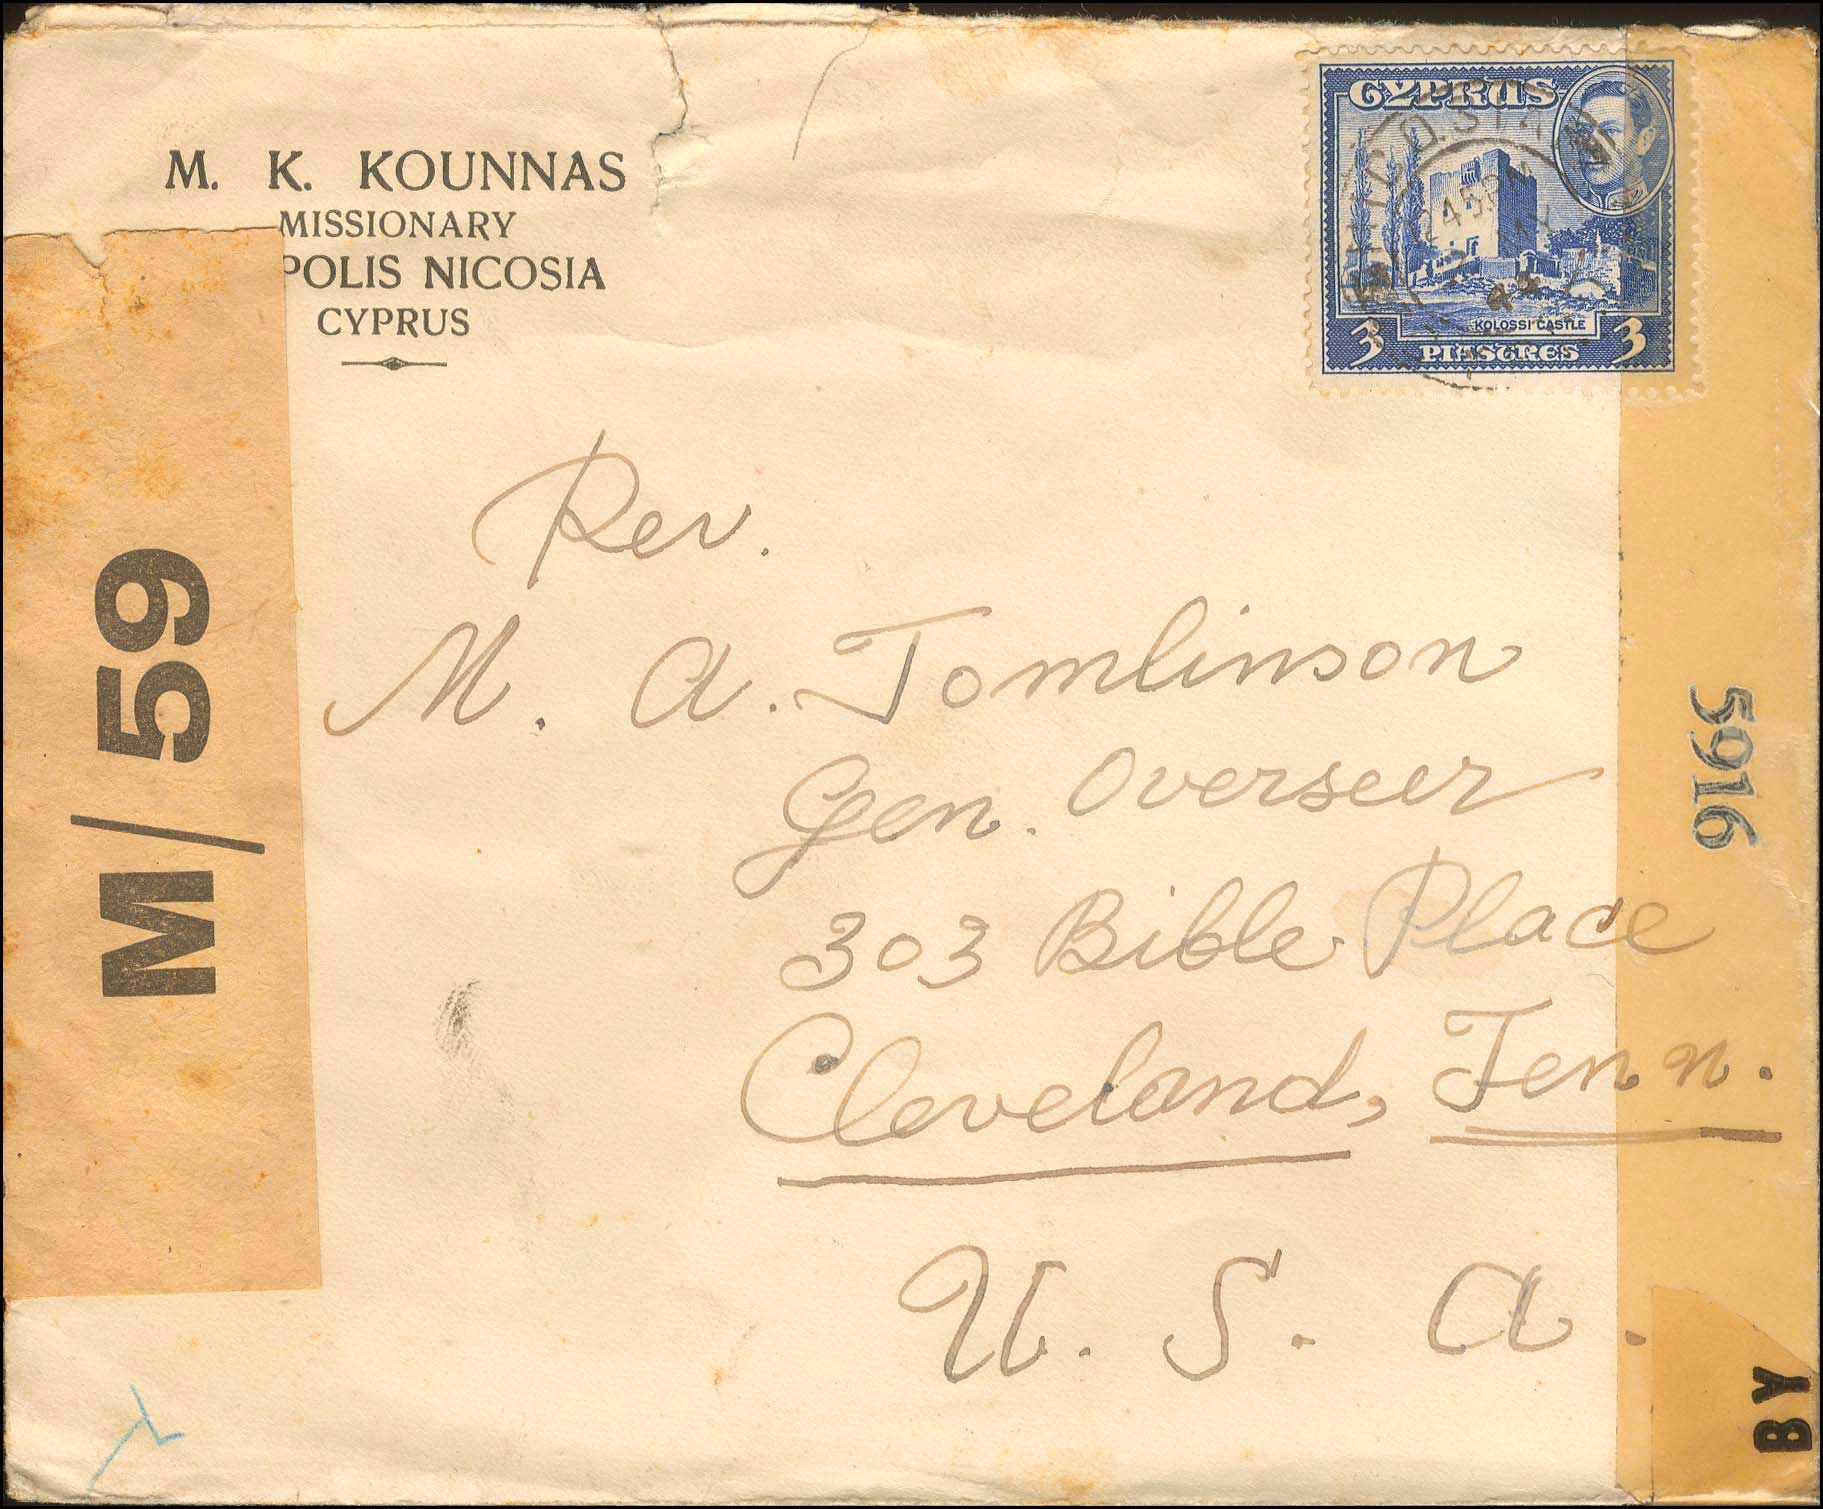 M. K. KOUNNAS
MISSIONARY
POLIS NICOSIA
CYPRUS
CYPRUS
KOLOSSI CASTLE
3 PIASTRES 3
Rev.
M. A. Tomlinson
Gen. Overseer
303 Bible Place
Cleveland, Tenn.
U. S. A.
M/59
5916
BY